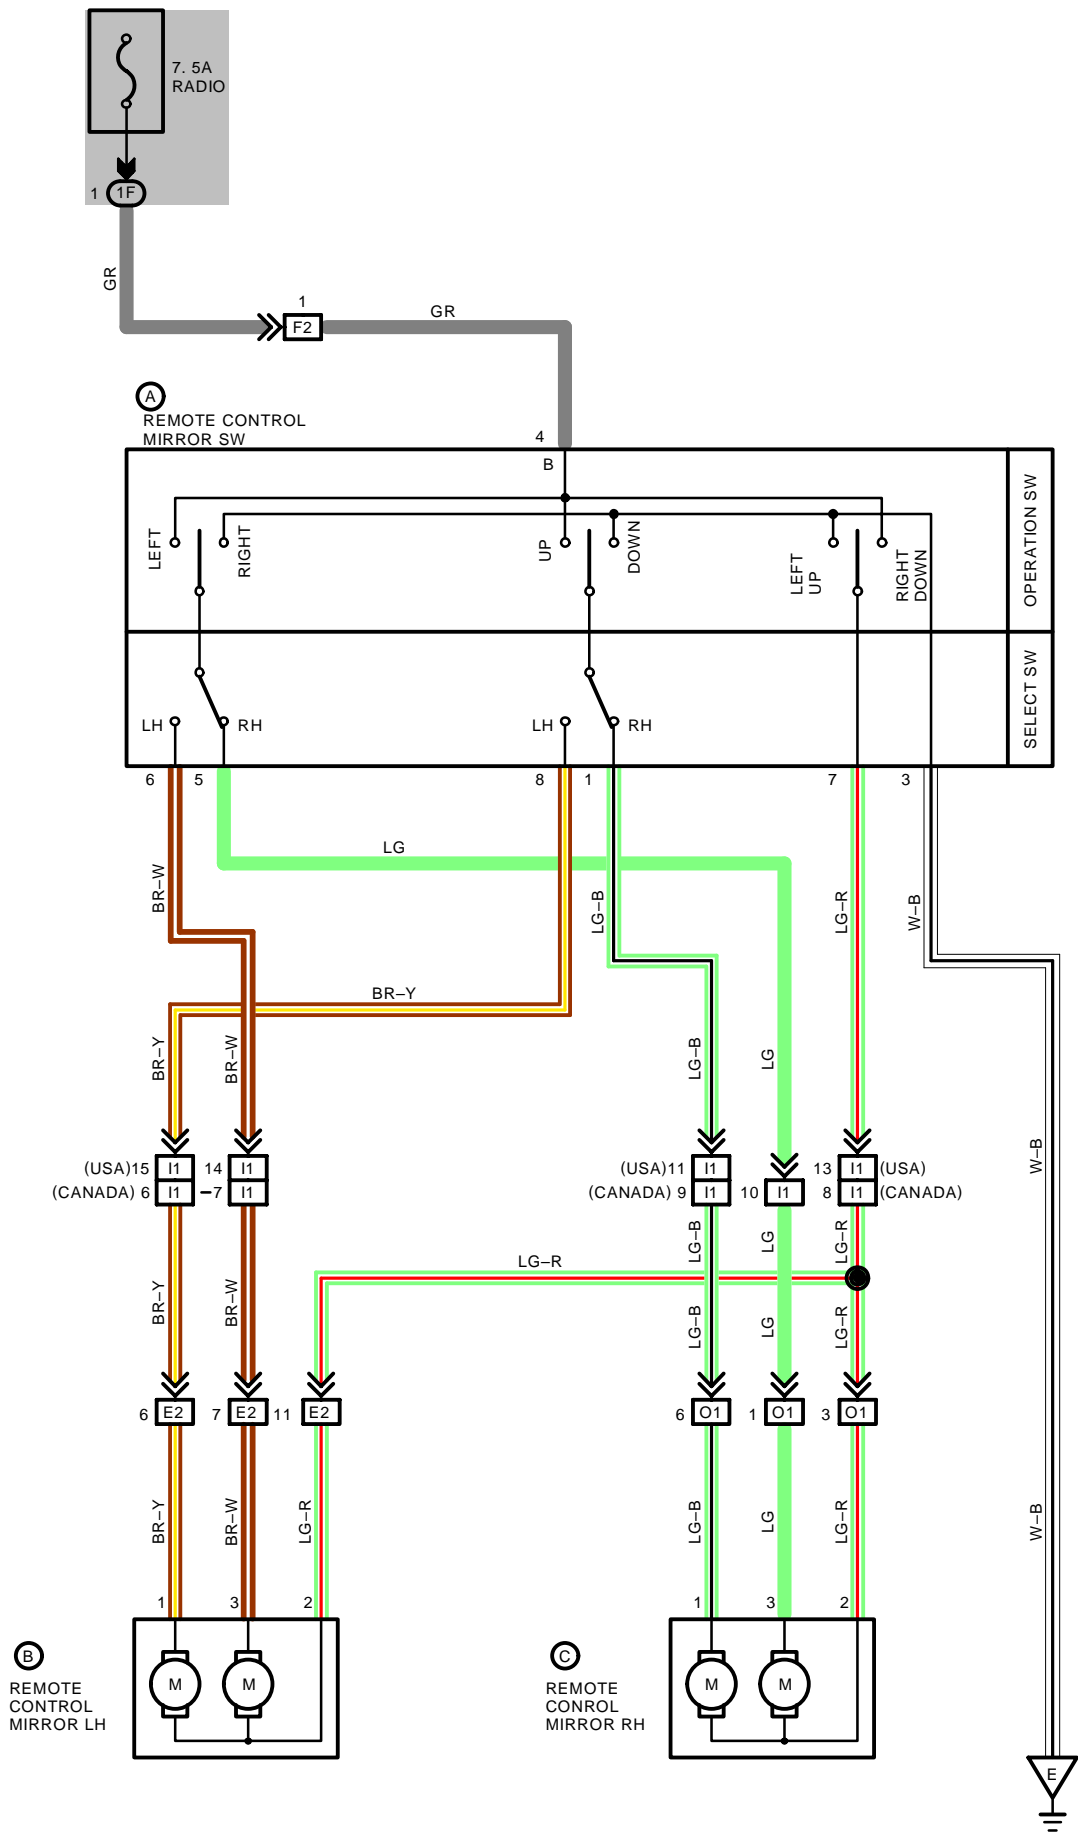 7. 5A
RADIO
1 1F
GR
1
F2
GR
A
REMOTE CONTROL
MIRROR SW
4
B
LEFT
RIGHT
UP
DOWN
LEFT
UP
RIGHT
DOWN
OPERATION SW
LH
RH
LH
RH
SELECT SW
6 5 8 1 7 3
LG
BR–W
LG–B
LG–R
W–B
BR–Y
BR–Y
BR–W
LG–B
LG
W–B
(USA)15 I1 14 I1 (USA)11 I1 13 I1 (USA)
(CANADA) 6 I1 –7 I1 (CANADA) 9 I1 10 I1 8 I1 (CANADA)
LG–B
LG
LG–R
LG–R
BR–Y
BR–W
LG–B
LG
LG–R
6 E2 7 E2 11 E2 6 O1 1 O1 3 O1
BR–Y
BR–W
LG–R
LG–B
LG
LG–R
W–B
1 3 2 1 3 2
B
REMOTE
CONTROL
MIRROR LH
M M
C
REMOTE
CONROL
MIRROR RH
M M
E